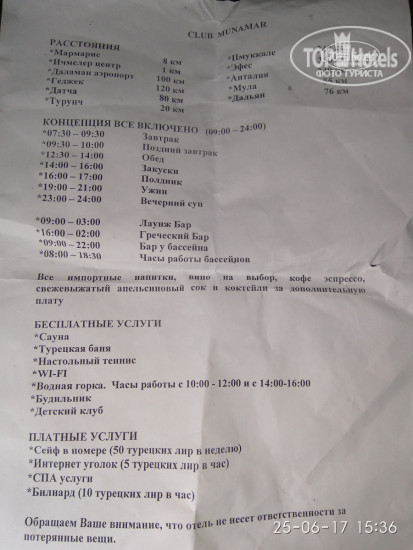 CLUB MUNAMAR
РАССТОЯНИЯ
*Мармарис 8 км
*Ичмелер центр 1 км
*Даламан аэропорт 100 км
*Геджек 120 км
*Датча 80 км
*Турунч 20 км
*Памуккале
*Эфес
*Анталия
*Мула
*Дальян 76 км
TOP Hotels
ФОТО ТУРИСТА
КОНЦЕПЦИЯ ВСЕ ВКЛЮЧЕНО (09:00 – 24:00)
*07:30 – 09:30 Завтрак
*09:30 – 10:00 Поздний завтрак
*12:30 – 14:00 Обед
*14:00 – 16:00 Закуски
*16:00 – 17:00 Полдник
*19:00 – 21:00 Ужин
*23:00 – 24:00 Вечерний суп
*09:00 – 03:00 Лаунж Бар
*16:00 – 02:00 Греческий Бар
*09:00 – 22:00 Бар у бассейна
*08:00 – 18:30 Часы работы бассейнов
Все импортные напитки, вино на выбор, кофе эспрессо,
свежевыжатый апельсиновый сок и коктейли за дополнительную
плату
БЕСПЛАТНЫЕ УСЛУГИ
*Сауна
*Турецкая баня
*Настольный теннис
*WI-FI
*Водная горка. Часы работы с 10:00 - 12:00 и с 14:00-16:00
*Будильник
*Детский клуб
ПЛАТНЫЕ УСЛУГИ
*Сейф в номере (50 турецких лир в неделю)
*Интернет уголок (5 турецких лир в час)
*СПА услуги
*Билиард (10 турецких лир в час)
Обращаем Ваше внимание, что отель не несет ответственности за
потерянные вещи.
25-06-17 15:36